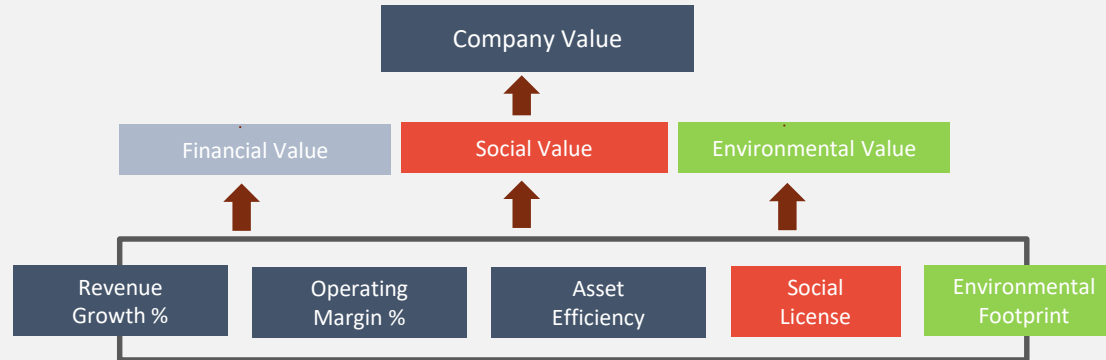 Company Value
Financial Value
Social Value
Environmental Value
Revenue
Growth %
Operating
Margin %
Asset
Efficiency
Social
License
Environmental
Footprint